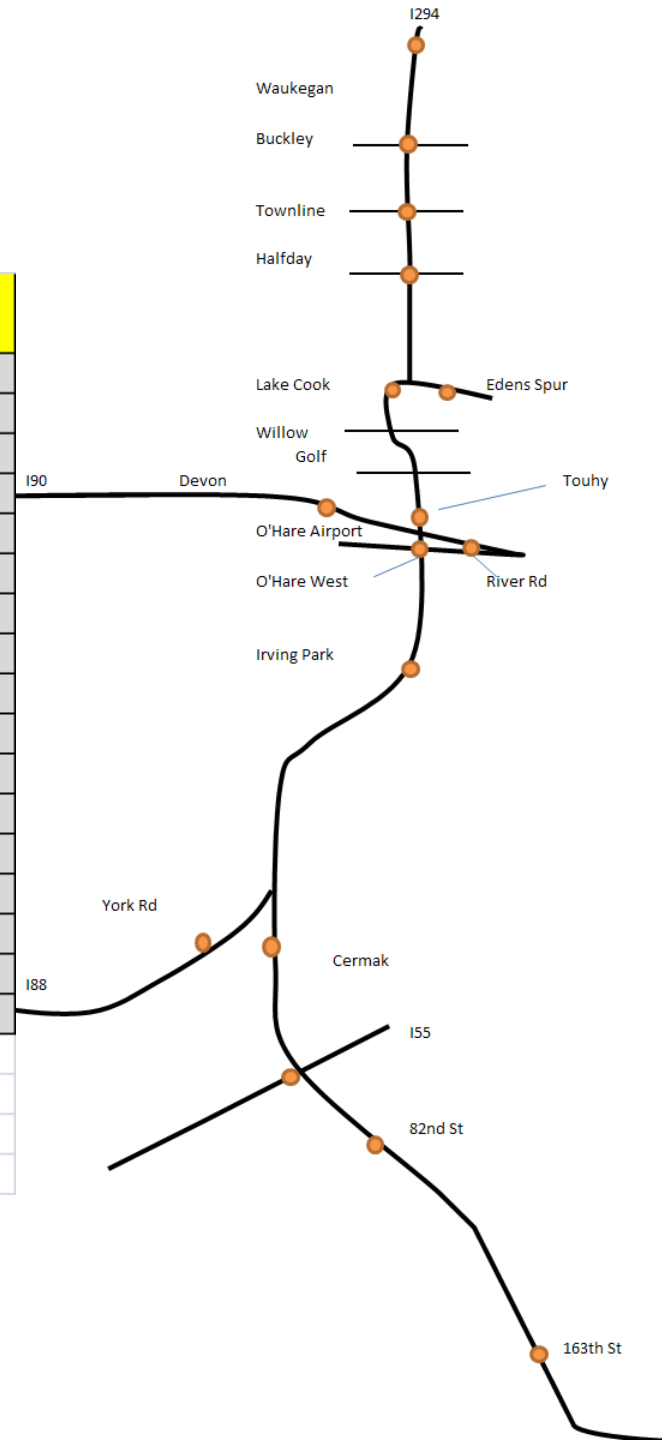 I294
Waukegan
Buckley
Townline
Halfday
Lake Cook
Edens Spur
Willow
Golf
I90
Devon
Touhy
O'Hare Airport
O'Hare West
River Rd
Irving Park
York Rd
Cermak
I88
I55
82nd St
163th St